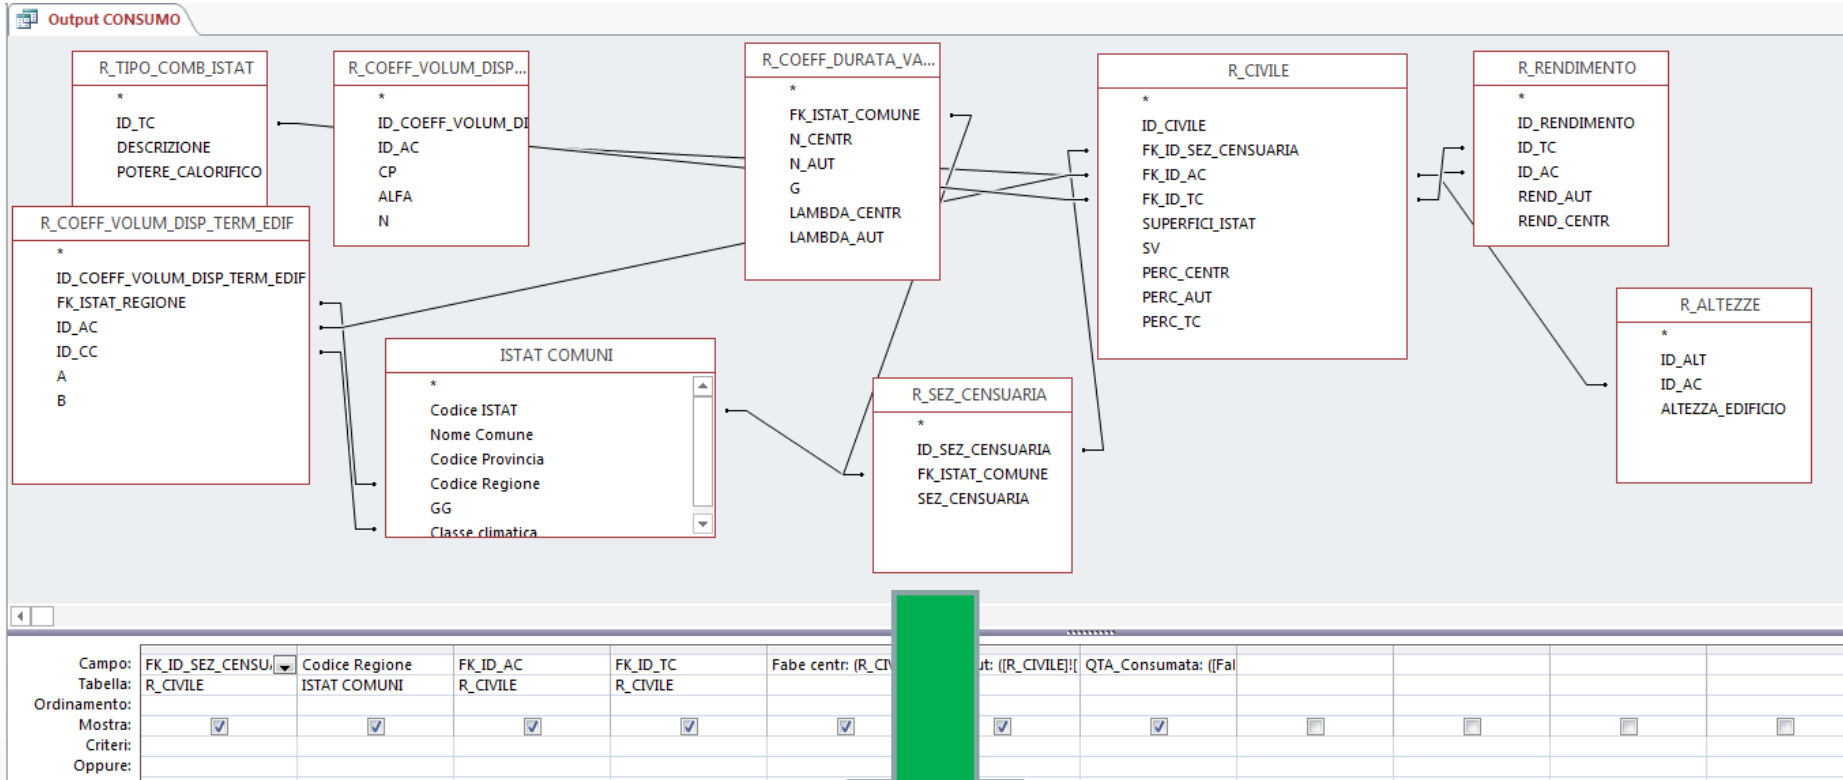 Output CONSUMO
R_TIPO_COMB_ISTAT
*
ID_TC
DESCRIZIONE
POTERE_CALORIFICO
R_COEFF_VOLUM_DISP...
*
ID_COEFF_VOLUM_DI
ID_AC
CP
ALFA
N
R_COEFF_DURATA_VA...
*
FK_ISTAT_COMUNE
N_CENTR
N_AUT
G
LAMBDA_CENTR
LAMBDA_AUT
R_CIVILE
*
ID_CIVILE
FK_ID_SEZ_CENSUARIA
FK_ID_AC
FK_ID_TC
SUPERFICI_ISTAT
SV
PERC_CENTR
PERC_AUT
PERC_TC
R_RENDIMENTO
*
ID_RENDIMENTO
ID_TC
ID_AC
REND_AUT
REND_CENTR
R_COEFF_VOLUM_DISP_TERM_EDIF
*
ID_COEFF_VOLUM_DISP_TERM_EDIF
FK_ISTAT_REGIONE
ID_AC
ID_CC
A
B
ISTAT COMUNI
*
Codice ISTAT
Nome Comune
Codice Provincia
Codice Regione
GG
Classe climatica
R_SEZ_CENSUARIA
*
ID_SEZ_CENSUARIA
FK_ISTAT_COMUNE
SEZ_CENSUARIA
R_ALTEZZE
*
ID_ALT
ID_AC
ALTEZZA_EDIFICIO
Campo: FK_ID_SEZ_CENSU Codice Regione FK_ID_AC FK_ID_TC Fabe centr: (R_CIV ut: ([R_CIVILE]![ QTA_Consumata: ([Fal
Tabella: R_CIVILE ISTAT COMUNI R_CIVILE R_CIVILE
Ordinamento:
Mostra:
Criteri:
Oppure: